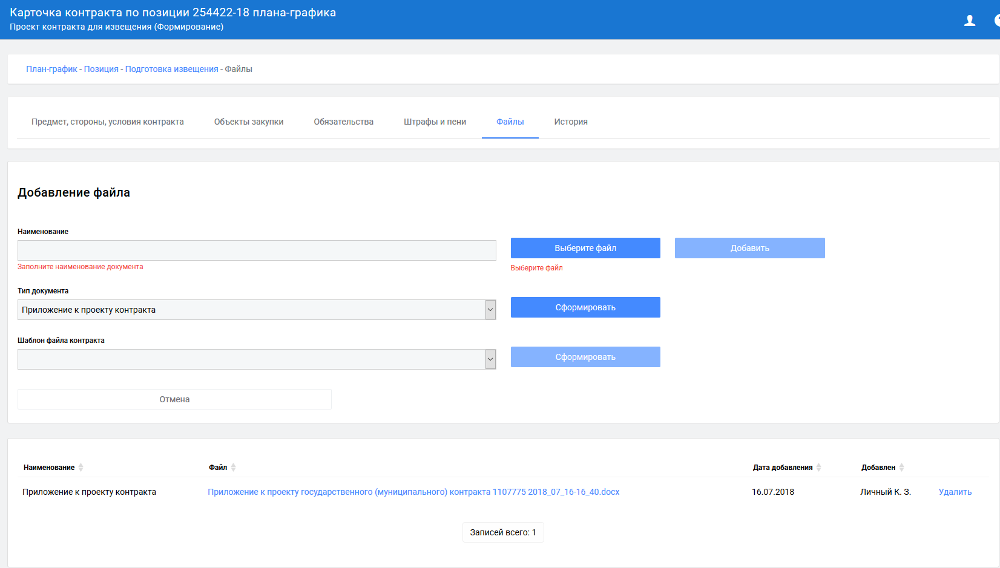 Карточка контракта по позиции 254422-18 плана-графика
Проект контракта для извещения (Формирование)
План-график - Позиция - Подготовка извещения - Файлы
Предмет, стороны, условия контракта Объекты закупки Обязательства Штрафы и пени Файлы История
Добавление файла
Наименование
Выберите файл Добавить
Заполните наименование документа Выберите файл
Тип документа
Приложение к проекту контракта Сформировать
Шаблон файла контракта
Сформировать
Отмена
Наименование Файл Дата добавления Добавлен
Приложение к проекту контракта Приложение к проекту государственного (муниципального) контракта 1107775 2018_07_16-16_40.docx 16.07.2018 Личный К. З. Удалить
Записей всего: 1